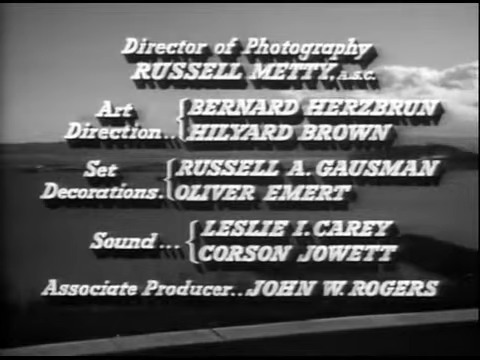 Director of Photography
RUSSELL METTY, A.S.C.
Art Direction... { BERNARD HERZBRUN
HILYARD BROWN
Set Decorations. { RUSSELL A. GAUSMAN
OLIVER EMERT
Sound... { LESLIE I. CAREY
CORSON JOWETT
Associate Producer... JOHN W. ROGERS